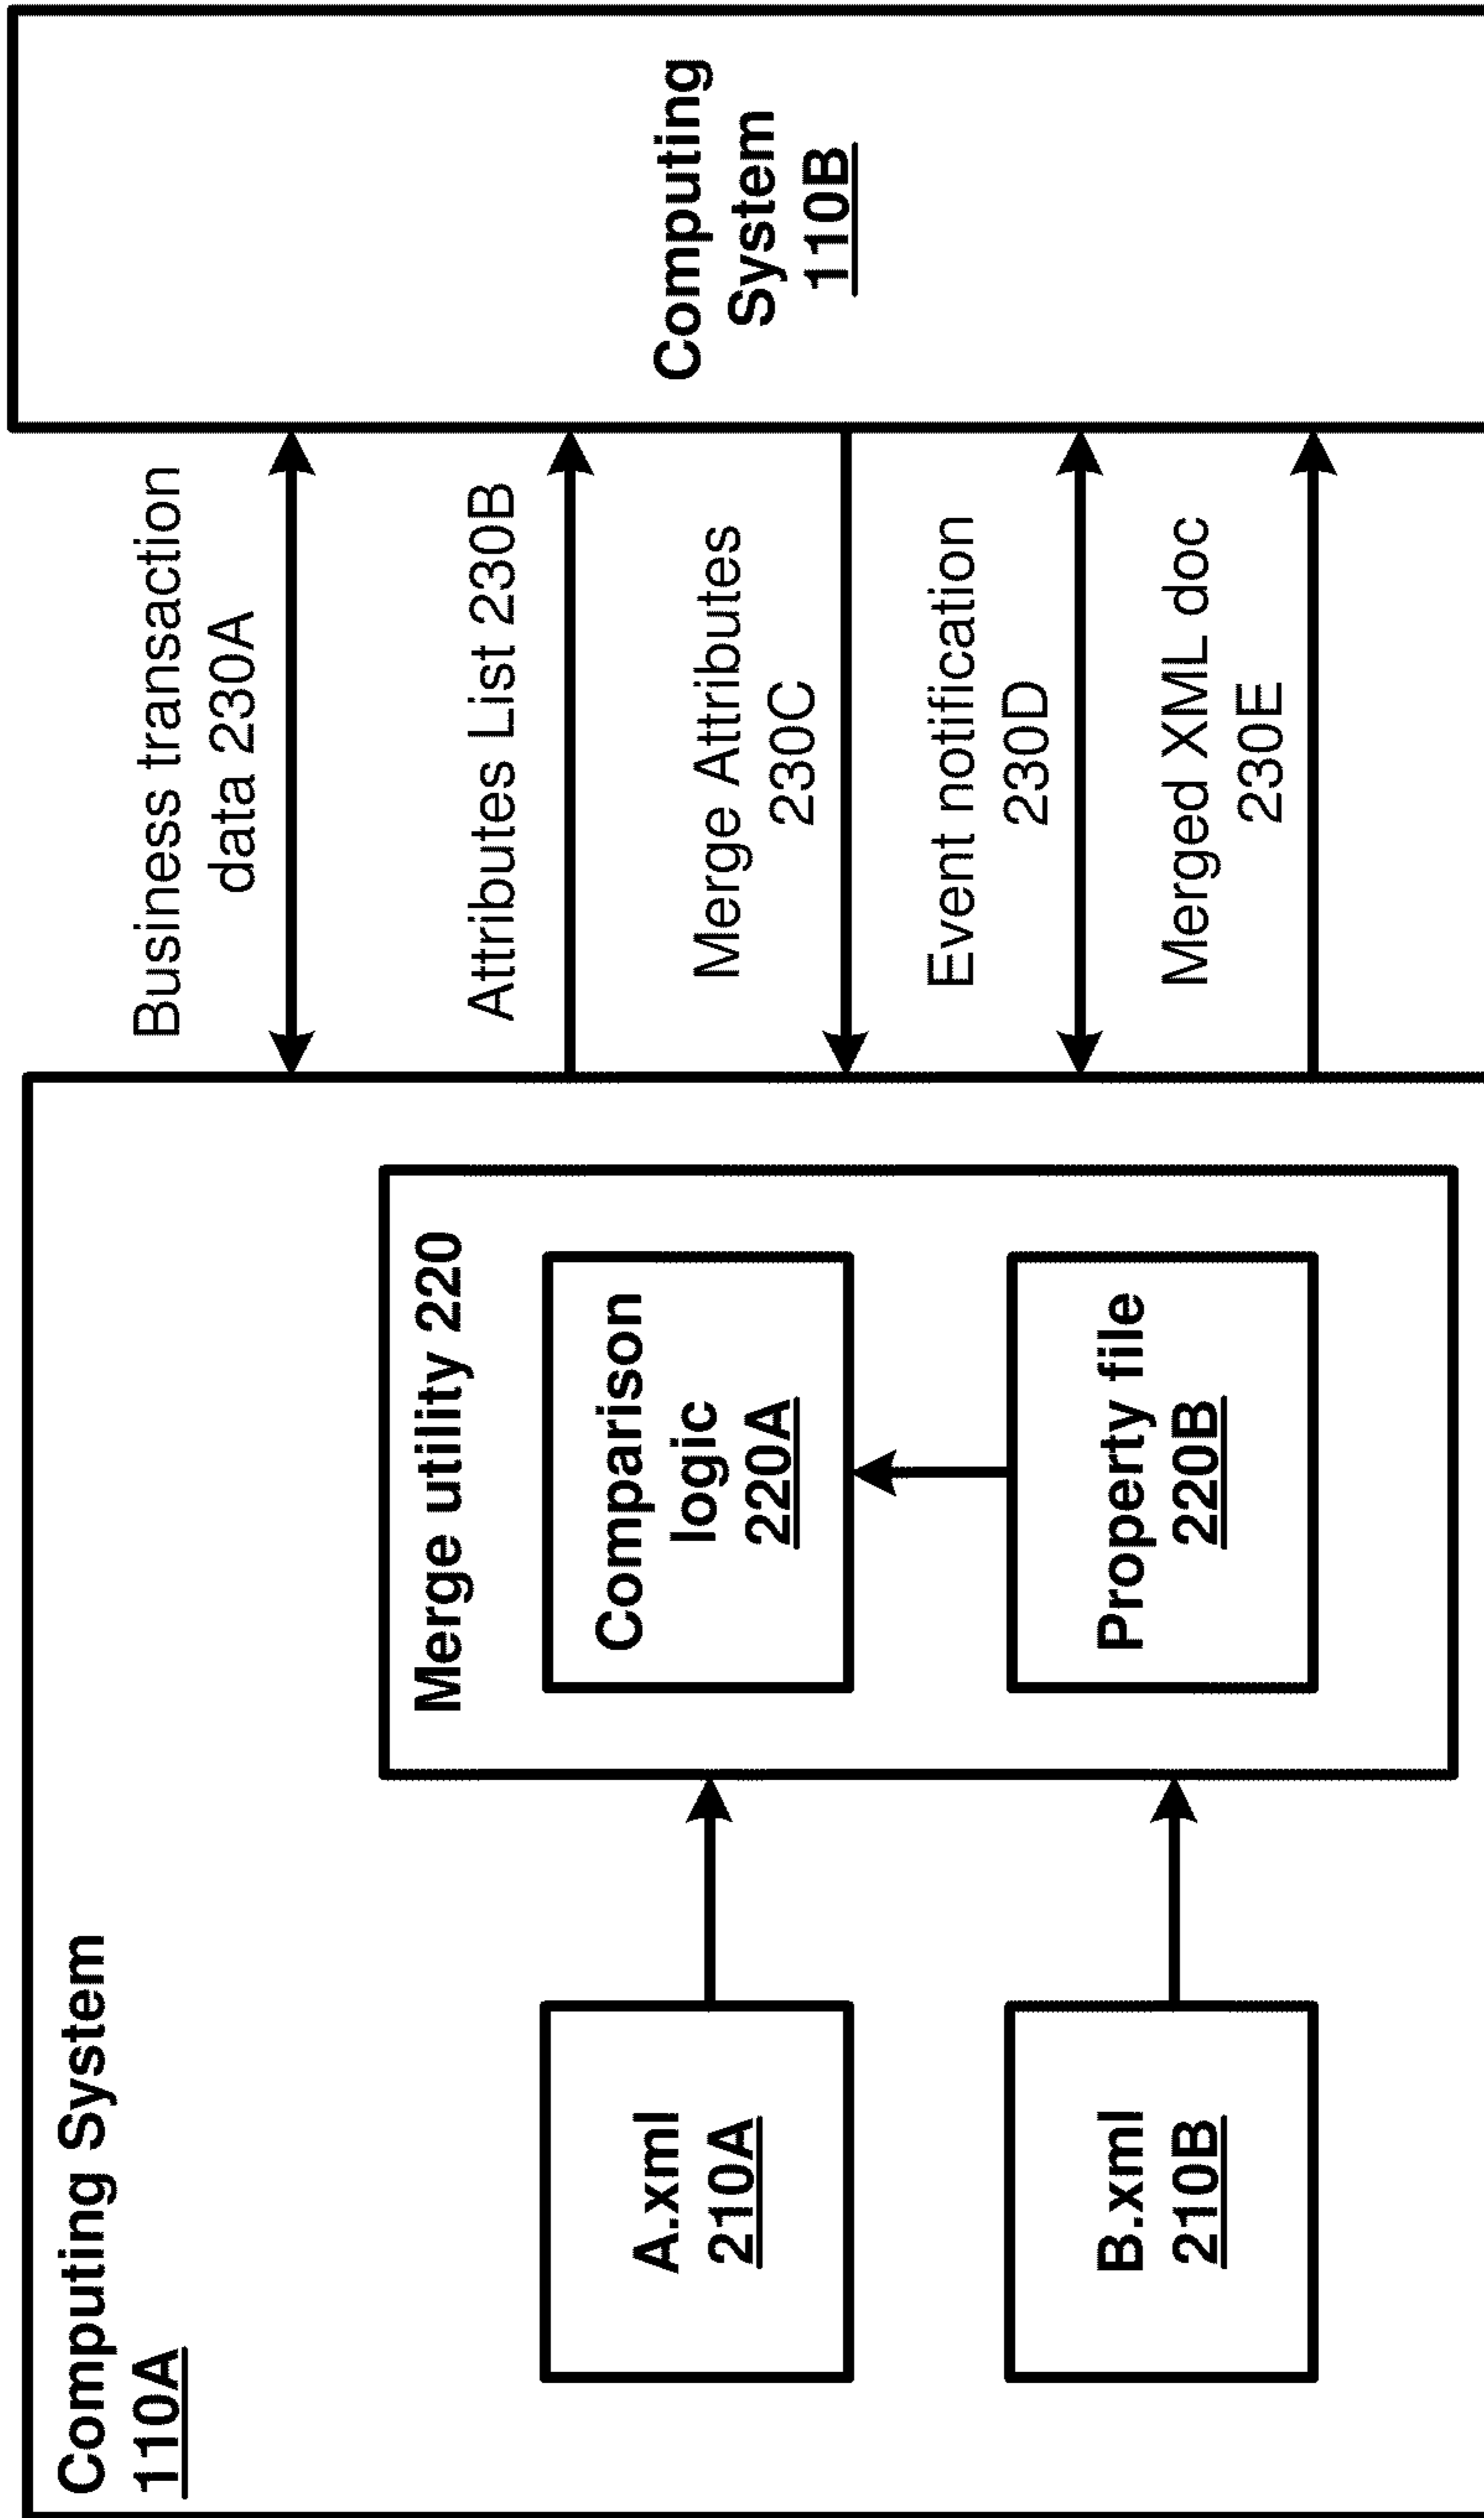 Computing System
110A
A.xml
210A
B.xml
210B
Merge utility 220
Comparison
logic
220A
Property file
220B
Business transaction
data 230A
Attributes List 230B
Merge Attributes
230C
Event notification
230D
Merged XML doc
230E
Computing
System
110B